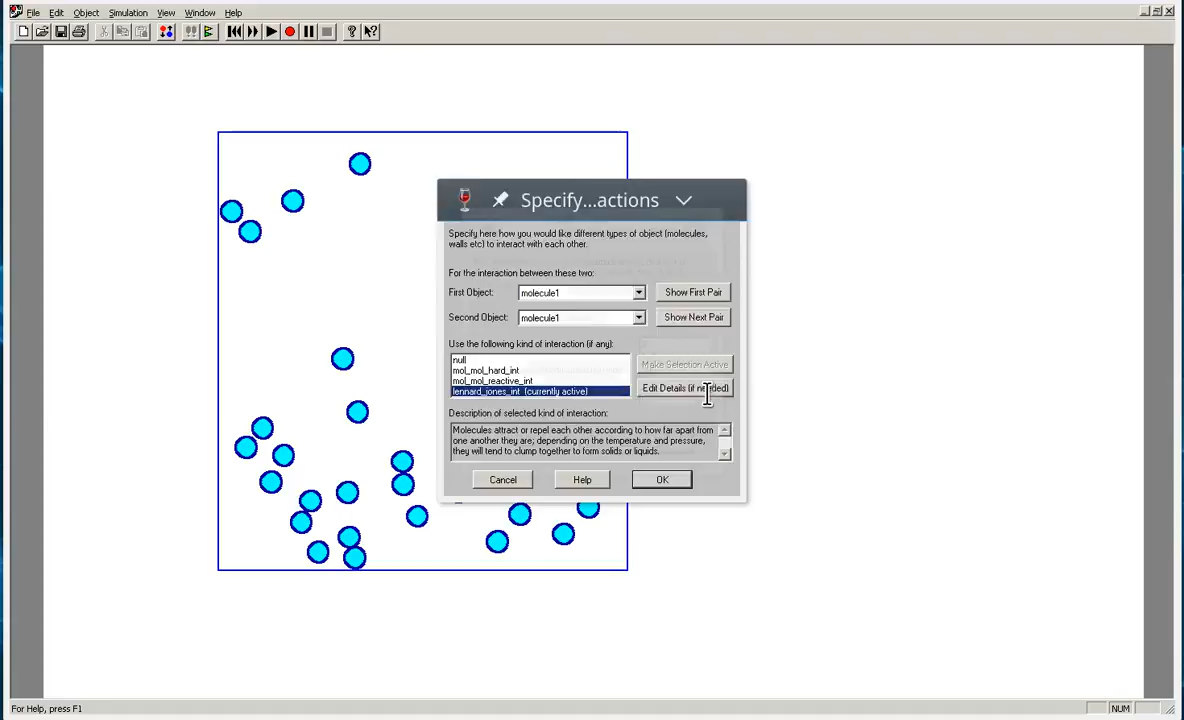 File Edit Object Simulation View Window Help
Specify...actions
Specify here how you would like different types of object (molecules,
walls etc) to interact with each other.
For the interaction between these two:
First Object: molecule1 Show First Pair
Second Object: molecule1 Show Next Pair
Use the following kind of interaction (if any):
null
mol_mol_hard_int
Make Selection Active
mol_mol_reactive_int
lennard_jones_int (currently active)
Edit Details (if needed)
Description of selected kind of interaction:
Molecules attract or repel each other according to how far apart from
one another they are; depending on the temperature and pressure,
they will tend to clump together to form solids or liquids.
Cancel Help OK
For Help, press F1 NUM